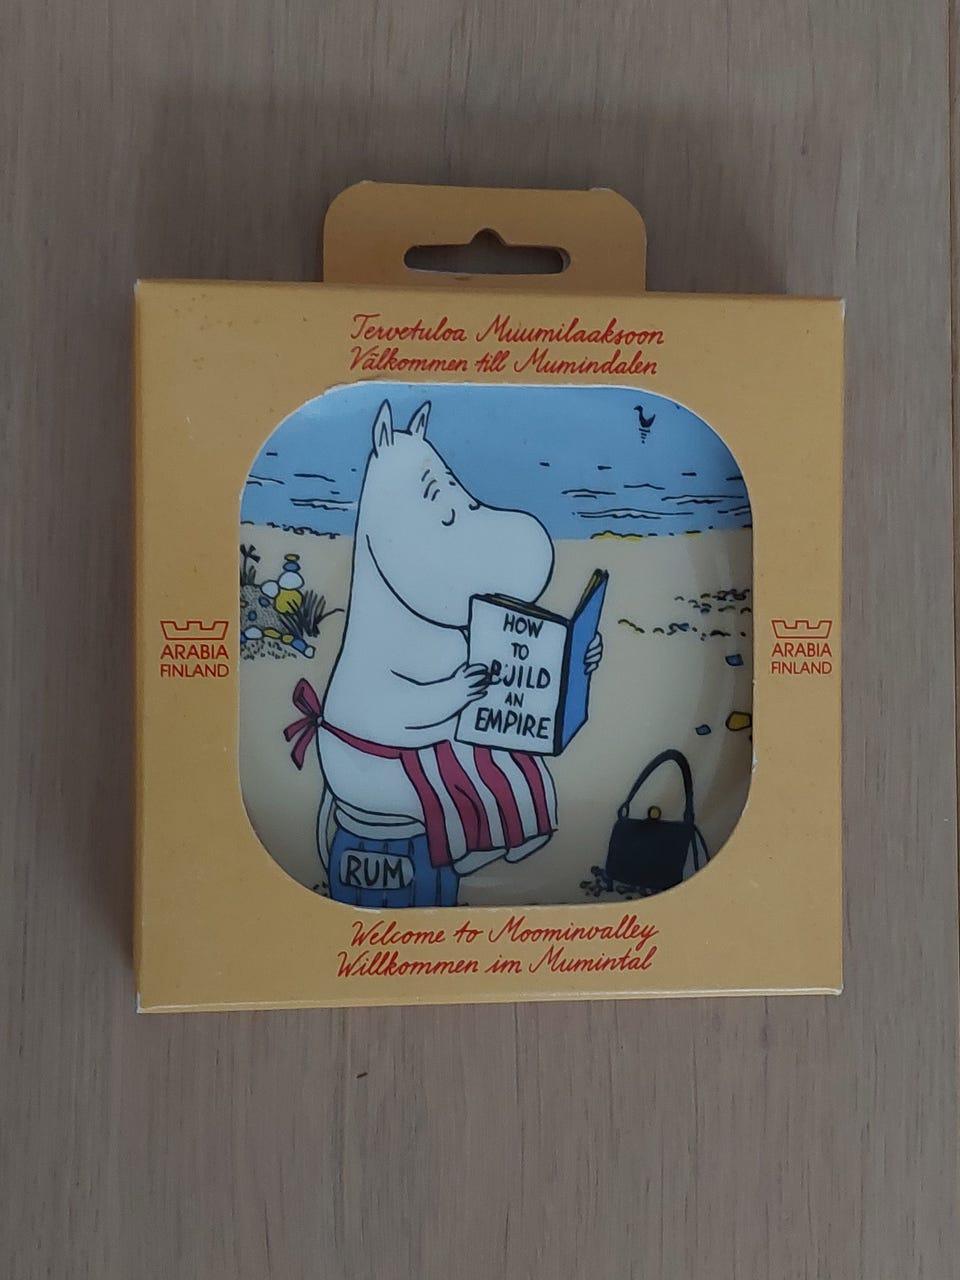 Tervetuloa Muumilaaksoon
Välkommen till Mumindalen
HOW
TO
BUILD
AN
EMPIRE
ARABIA
FINLAND
ARABIA
FINLAND
RUM
Welcome to Moominvalley
Willkommen im Mumintal